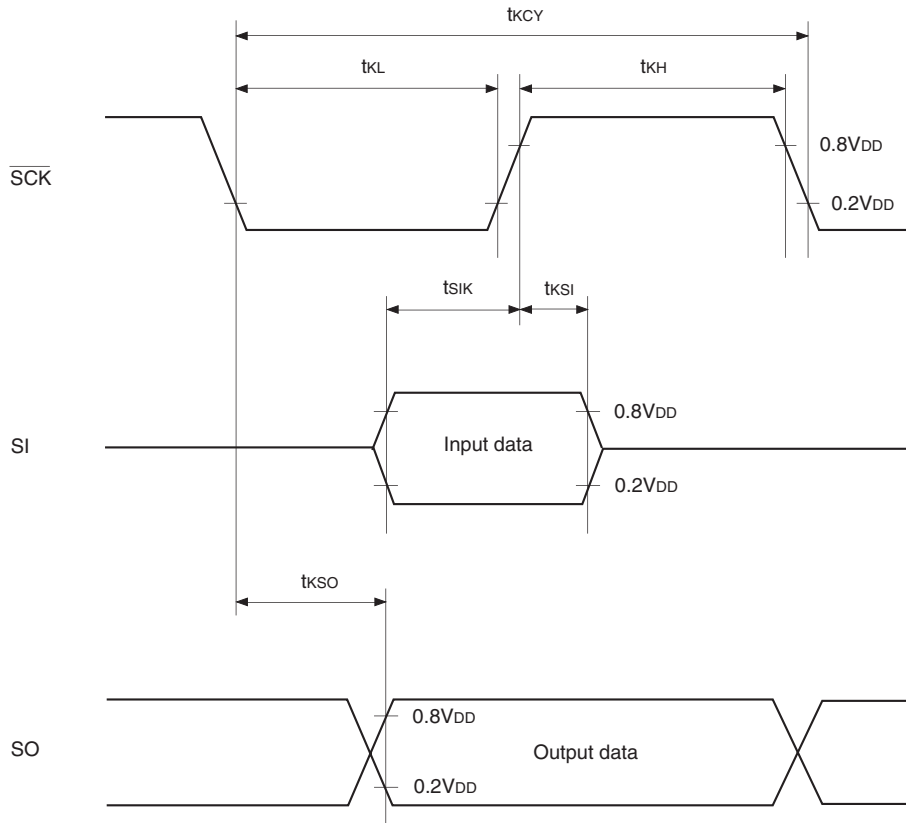 tKCY
tKL
tKH
SCK
0.8VDD
0.2VDD
tSIK
tKSI
SI
Input data
0.8VDD
0.2VDD
tKSO
SO
0.8VDD
0.2VDD
Output data